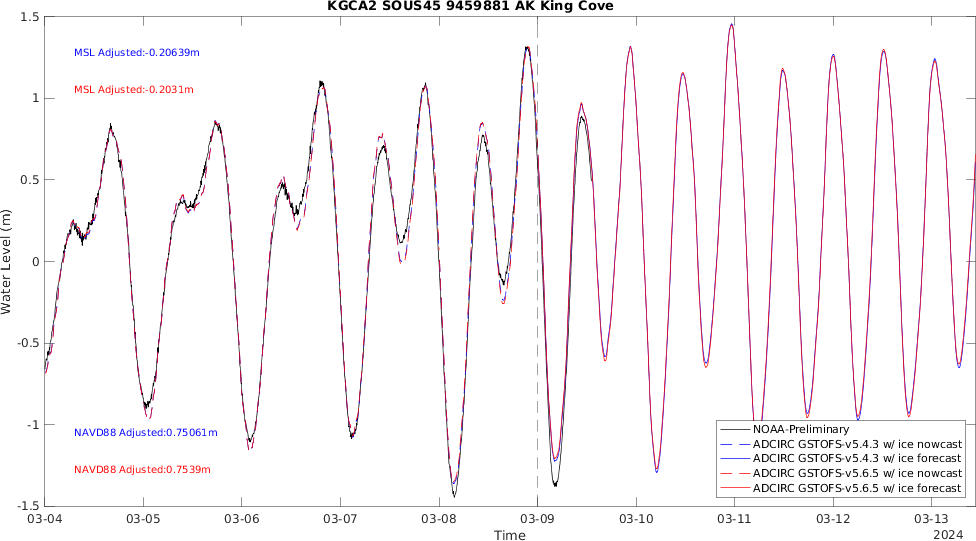 KGCA2 SOUS45 9459881 AK King Cove
1.5
MSL Adjusted:-0.20639m
MSL Adjusted:-0.2031m
1
0.5
Water Level (m)
0
-0.5
-1
NAVD88 Adjusted:0.75061m
NAVD88 Adjusted:0.7539m
-1.5
NOAA-Preliminary
ADCIRC GSTOFS-v5.4.3 w/ ice nowcast
ADCIRC GSTOFS-v5.4.3 w/ ice forecast
ADCIRC GSTOFS-v5.6.5 w/ ice nowcast
ADCIRC GSTOFS-v5.6.5 w/ ice forecast
03-04 03-05 03-06 03-07 03-08 03-09 03-10 03-11 03-12 03-13
Time
2024